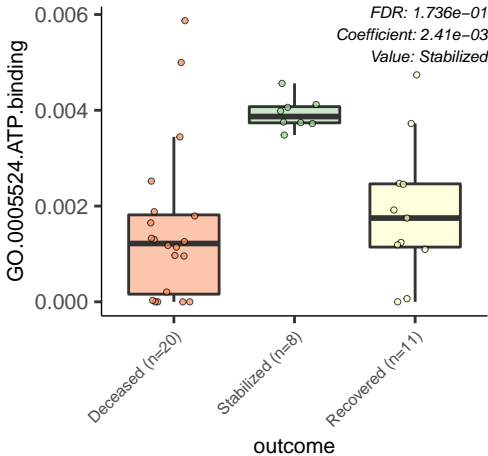 FDR: 1.736e−01
Coefficient: 2.41e−03
Value: Stabilized
0.006
0.004
0.002
0.000
GO.0005524.ATP.binding
Deceased (n=20)
Stabilized (n=8)
Recovered (n=11)
outcome